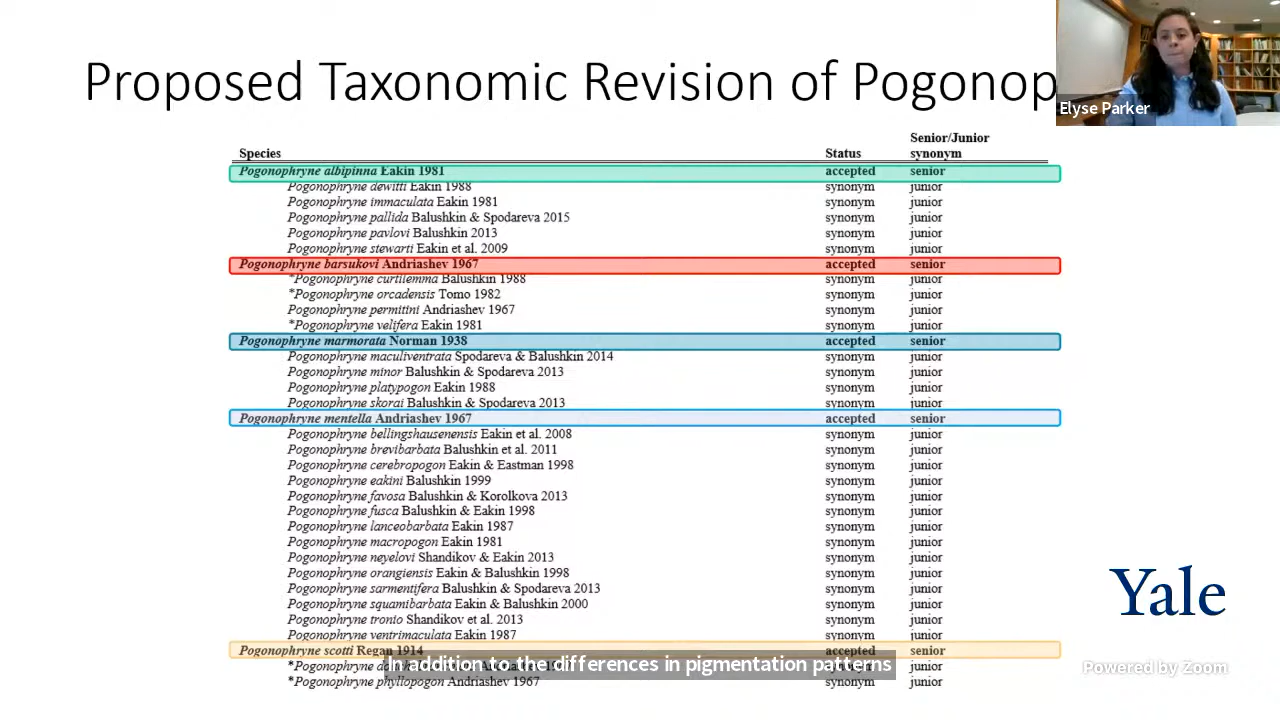 Proposed Taxonomic Revision of Pogonop
Elyse Parker
Senior/Junior
Species Status synonym
Pogonophryne albipinna Eakin 1981 accepted senior
Pogonophryne dewitti Eakin 1988 synonym junior
Pogonophryne immaculata Eakin 1981 synonym junior
Pogonophryne pallida Balushkin & Spodareva 2015 synonym junior
Pogonophryne pavlovi Balushkin 2013 synonym junior
Pogonophryne stewarti Eakin et al. 2009 synonym junior
Pogonophryne barsukovi Andriashev 1967 accepted senior
*Pogonophryne curtilemma Balushkin 1988 synonym junior
*Pogonophryne orcadensis Tomo 1982 synonym junior
Pogonophryne permitini Andriashev 1967 synonym junior
*Pogonophryne velifera Eakin 1981 synonym junior
Pogonophryne marmorata Norman 1938 accepted senior
Pogonophryne maculiventrata Spodareva & Balushkin 2014 synonym junior
Pogonophryne minor Balushkin & Spodareva 2013 synonym junior
Pogonophryne platypogon Eakin 1988 synonym junior
Pogonophryne skorai Balushkin & Spodareva 2013 synonym junior
Pogonophryne mentella Andriashev 1967 accepted senior
Pogonophryne bellingshausenensis Eakin et al. 2008 synonym junior
Pogonophryne brevibarbata Balushkin et al. 2011 synonym junior
Pogonophryne cerebropogon Eakin & Eastman 1998 synonym junior
Pogonophryne eakini Balushkin 1999 synonym junior
Pogonophryne favosa Balushkin & Korolkova 2013 synonym junior
Pogonophryne fusca Balushkin & Eakin 1998 synonym junior
Pogonophryne lanceobarbata Eakin 1987 synonym junior
Pogonophryne macropogon Eakin 1981 synonym junior
Pogonophryne neyelovi Shandikov & Eakin 2013 synonym junior
Pogonophryne orangiensis Eakin & Balushkin 1998 synonym junior
Pogonophryne sarmentifera Balushkin & Spodareva 2013 synonym junior
Pogonophryne squamibarbata Eakin & Balushkin 2000 synonym junior
Pogonophryne tronio Shandikov et al. 2013 synonym junior
Pogonophryne ventrimaculata Eakin 1987 synonym junior
Pogonophryne scotti Regan 1914 accepted senior
*Pogonophryne synonym junior
*Pogonophryne phyllopogon Andriashev 1967 synonym junior
In addition to the differences in pigmentation patterns
Yale
Powered by Zoom